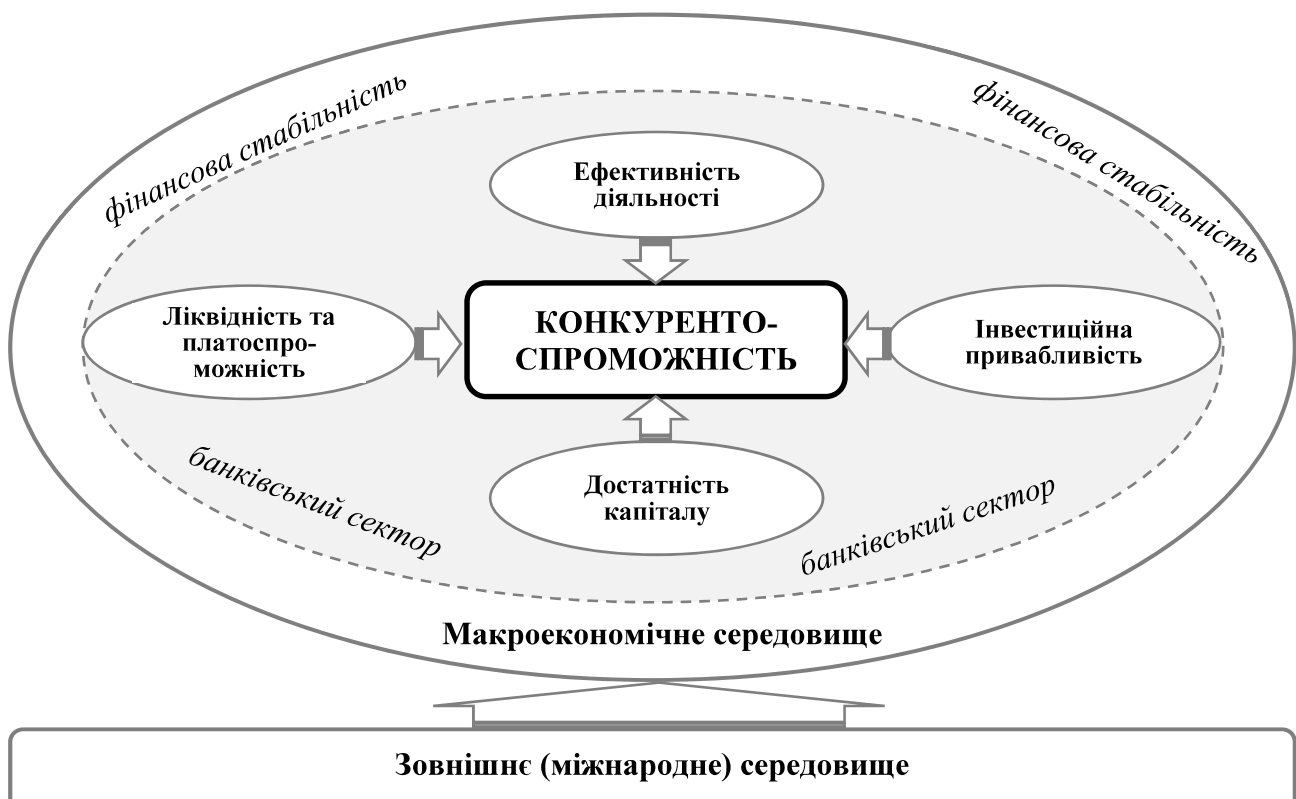 фінансова стабільність
фінансова стабільність
Ефективність
діяльності
Ліквідність та
платоспро-
можність
КОНКУРЕНТО-
СПРОМОЖНІСТЬ
Інвестиційна
привабливість
Достатність
капіталу
банківський сектор
банківський сектор
Макроекономічне середовище
Зовнішнє (міжнародне) середовище